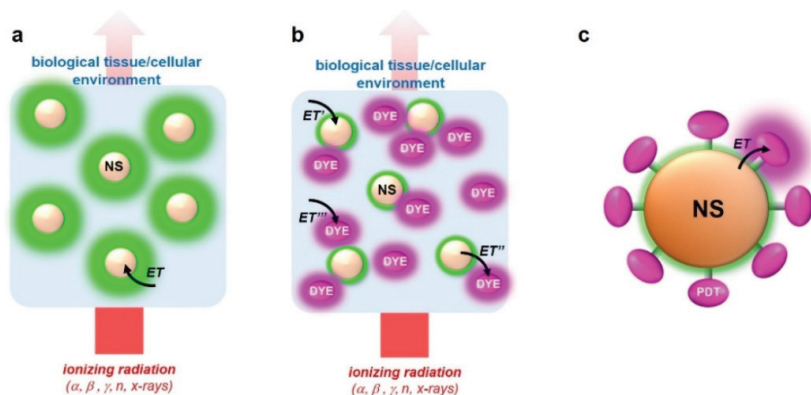 a
biological tissue/cellular
environment
NS
ET
ionizing radiation
(α, β, γ, n, x-rays)
b
biological tissue/cellular
environment
ET'
DYE
DYE
DYE
DYE
NS
DYE
DYE
ET'''
DYE
ET''
DYE
DYE
DYE
ionizing radiation
(α, β, γ, n, x-rays)
c
ET
NS
PDT